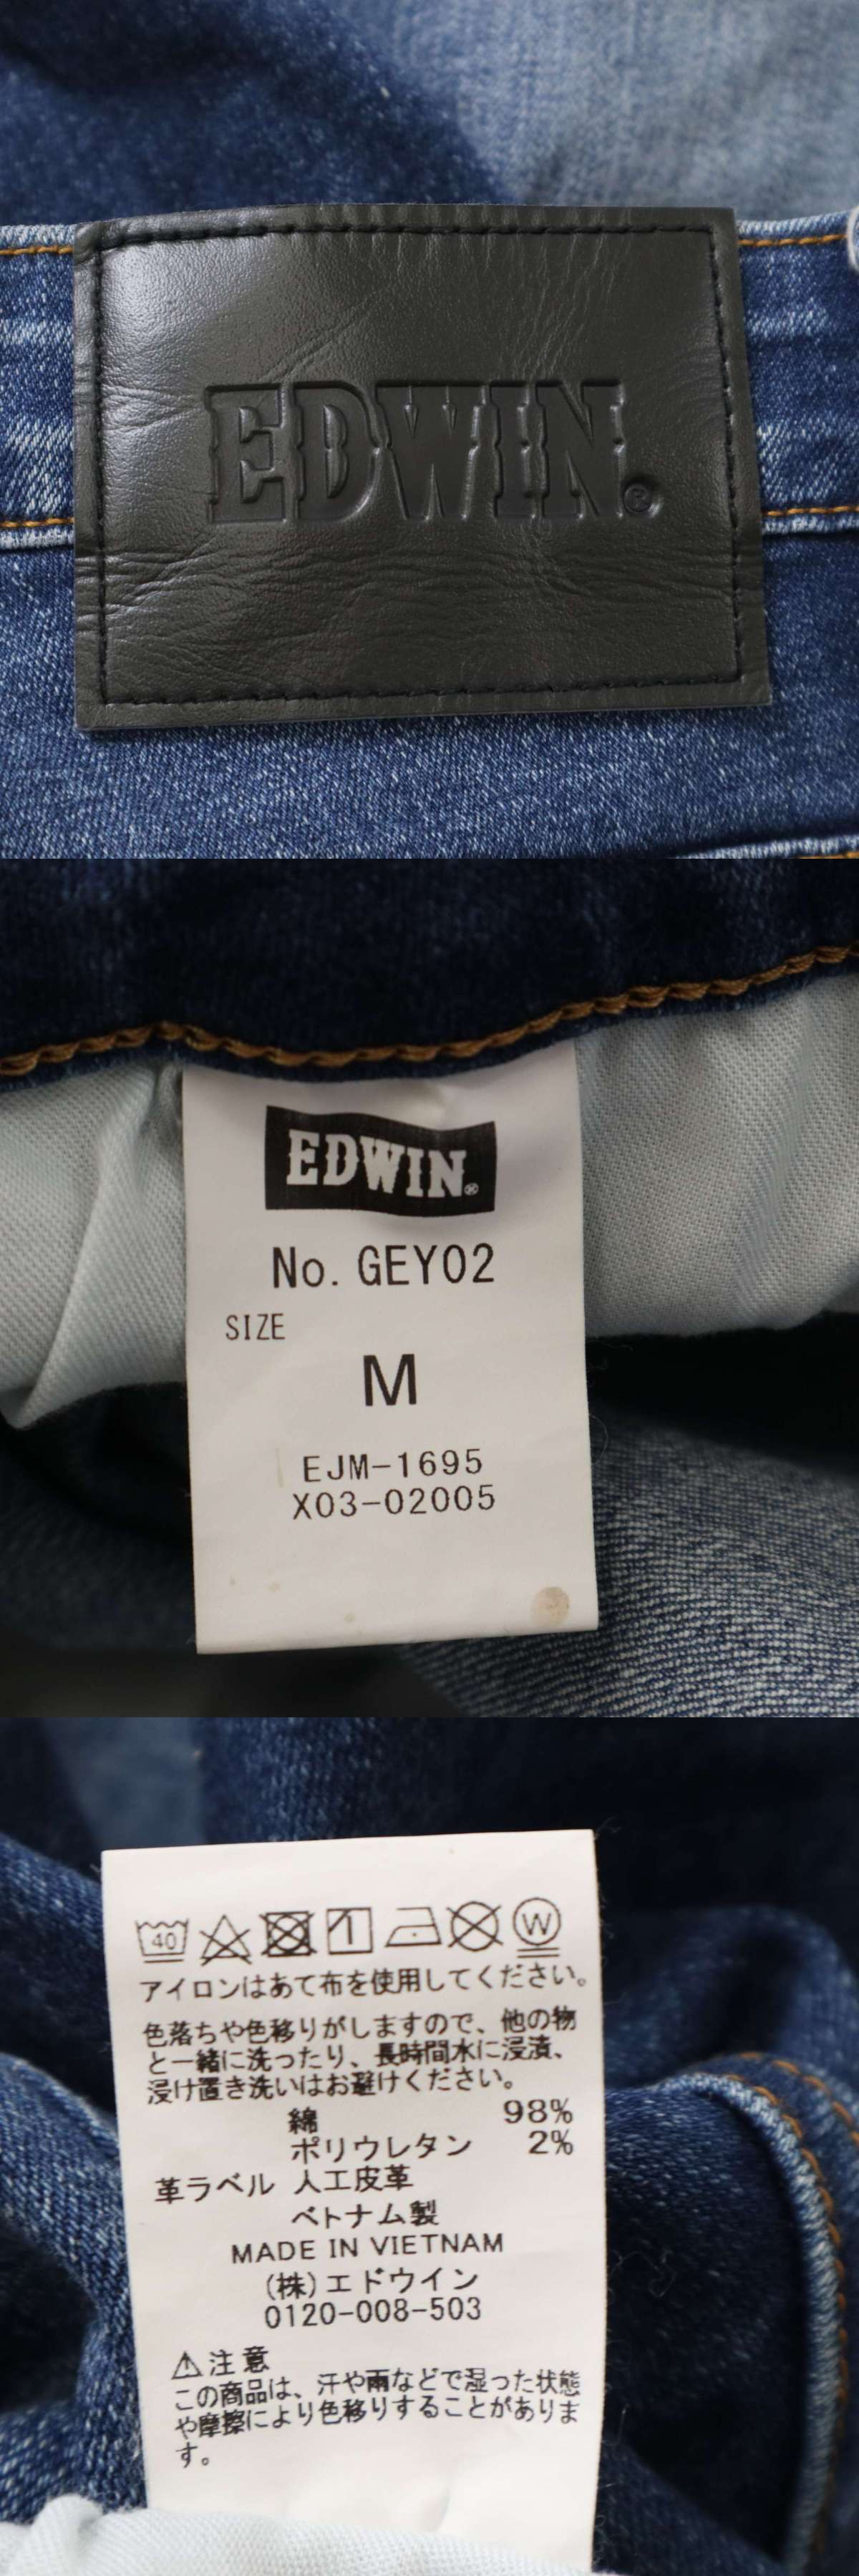 EDWIN.®
EDWIN.®
No. GEY02
SIZE
M
EJM-1695
X03-02005
40 W
アイロンはあて布を使用してください。
色落ちや色移りがしますので、他の物
と一緒に洗ったり、長時間水に浸漬、
浸け置き洗いはお避けください。
綿 98%
ポリウレタン 2%
革ラベル 人工皮革
ベトナム製
MADE IN VIETNAM
(株)エドウイン
0120-008-503
⚠注意
この商品は、汗や雨などで湿った状態
や摩擦により色移りすることがありま
す。